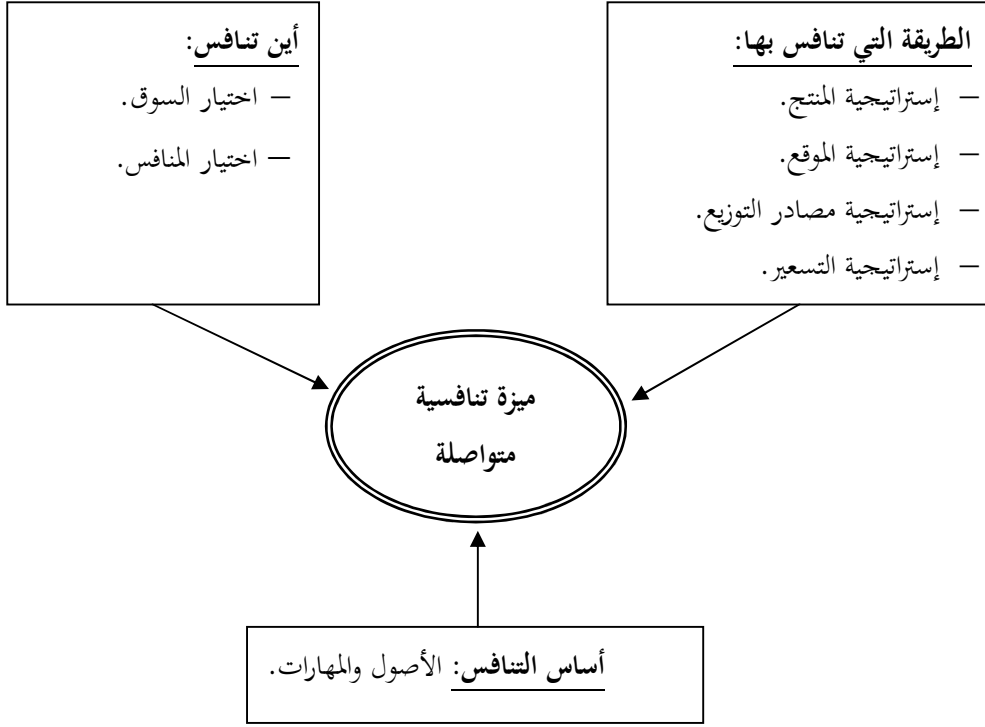 الطريقة التي تنافس بها:
– إستراتيجية المنتج.
– إستراتيجية الموقع.
– إستراتيجية مصادر التوزيع.
– إستراتيجية التسعير.
أين تنافس:
– اختيار السوق.
– اختيار المنافس.
ميزة تنافسية
متواصلة
أساس التنافس: الأصول والمهارات.